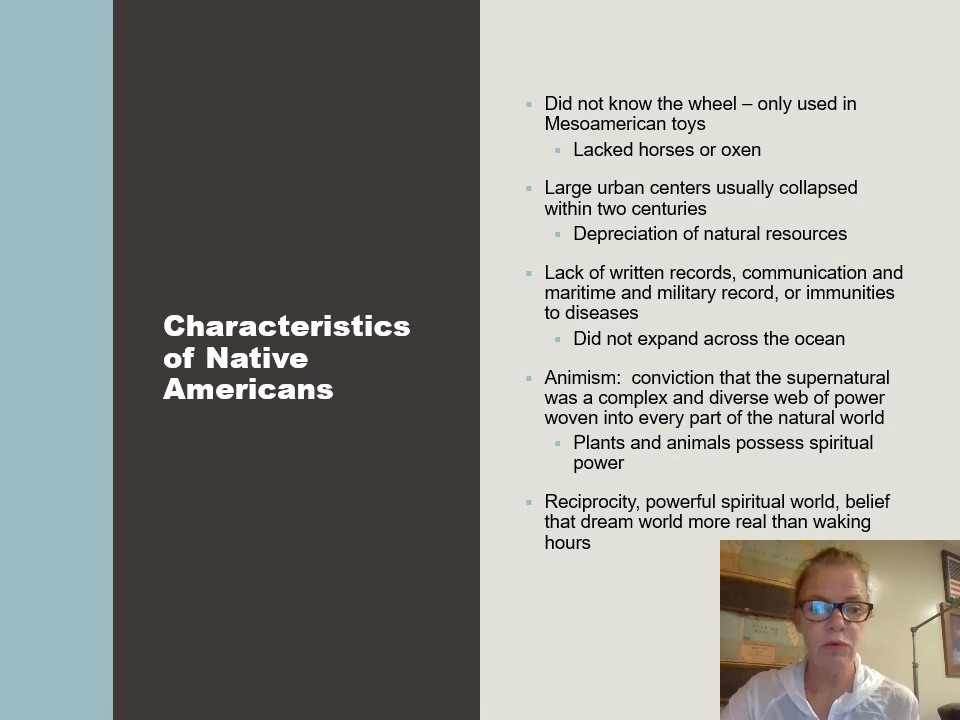 Characteristics
of Native
Americans
Did not know the wheel – only used in
Mesoamerican toys
Lacked horses or oxen
Large urban centers usually collapsed
within two centuries
Depreciation of natural resources
Lack of written records, communication and
maritime and military record, or immunities
to diseases
Did not expand across the ocean
Animism:  conviction that the supernatural
was a complex and diverse web of power
woven into every part of the natural world
Plants and animals possess spiritual
power
Reciprocity, powerful spiritual world, belief
that dream world more real than waking
hours